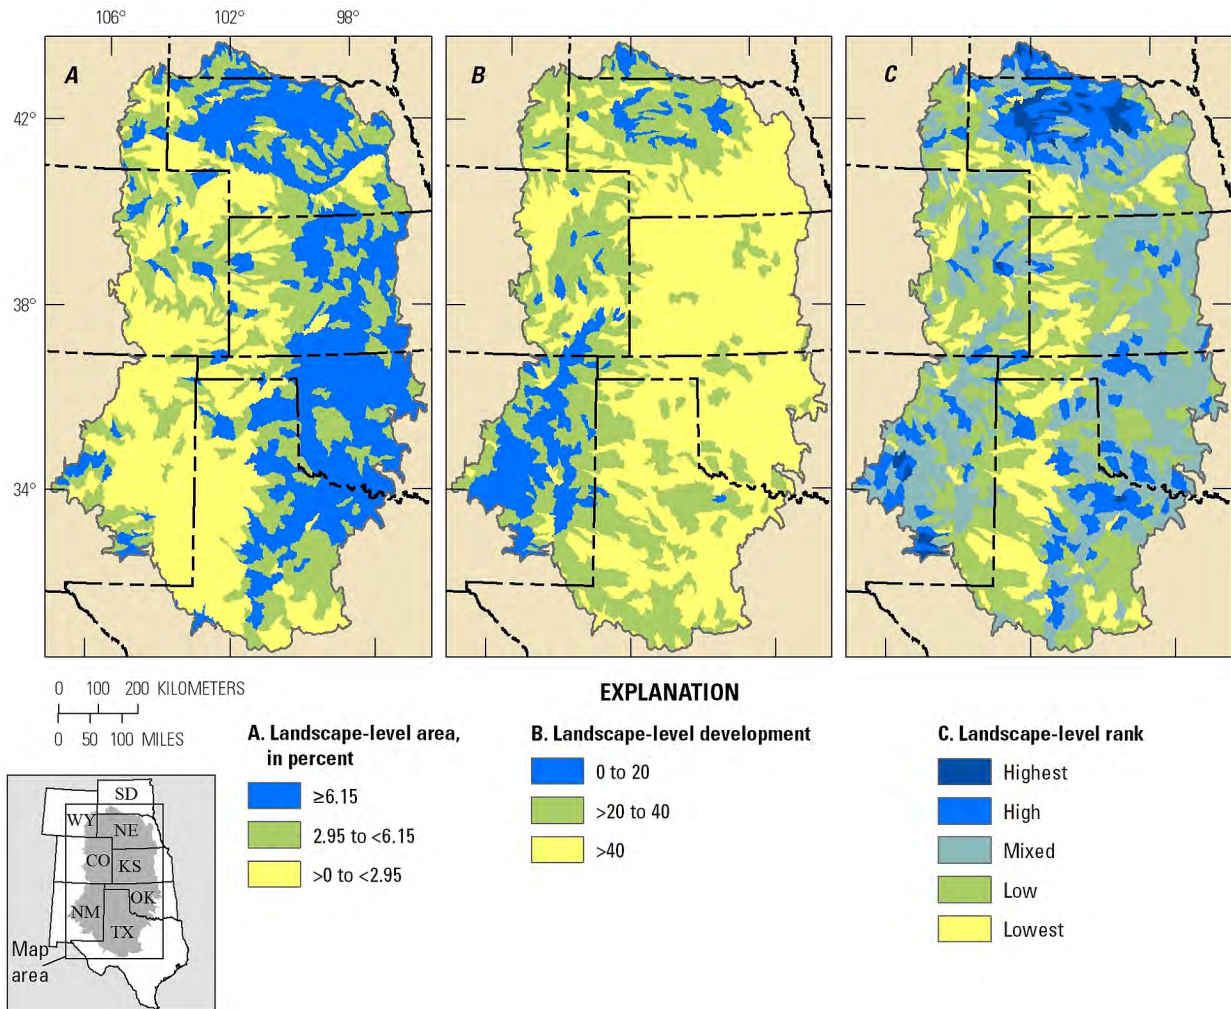 106° 102° 98°
A B C
42°
38°
34°
0 100 200 KILOMETERS
0 50 100 MILES
EXPLANATION
A. Landscape-level area,
in percent
≥6.15
2.95 to <6.15
>0 to <2.95
B. Landscape-level development
0 to 20
>20 to 40
>40
C. Landscape-level rank
Highest
High
Mixed
Low
Lowest
SD
WY NE
CO KS
NM OK
TX
Map
area